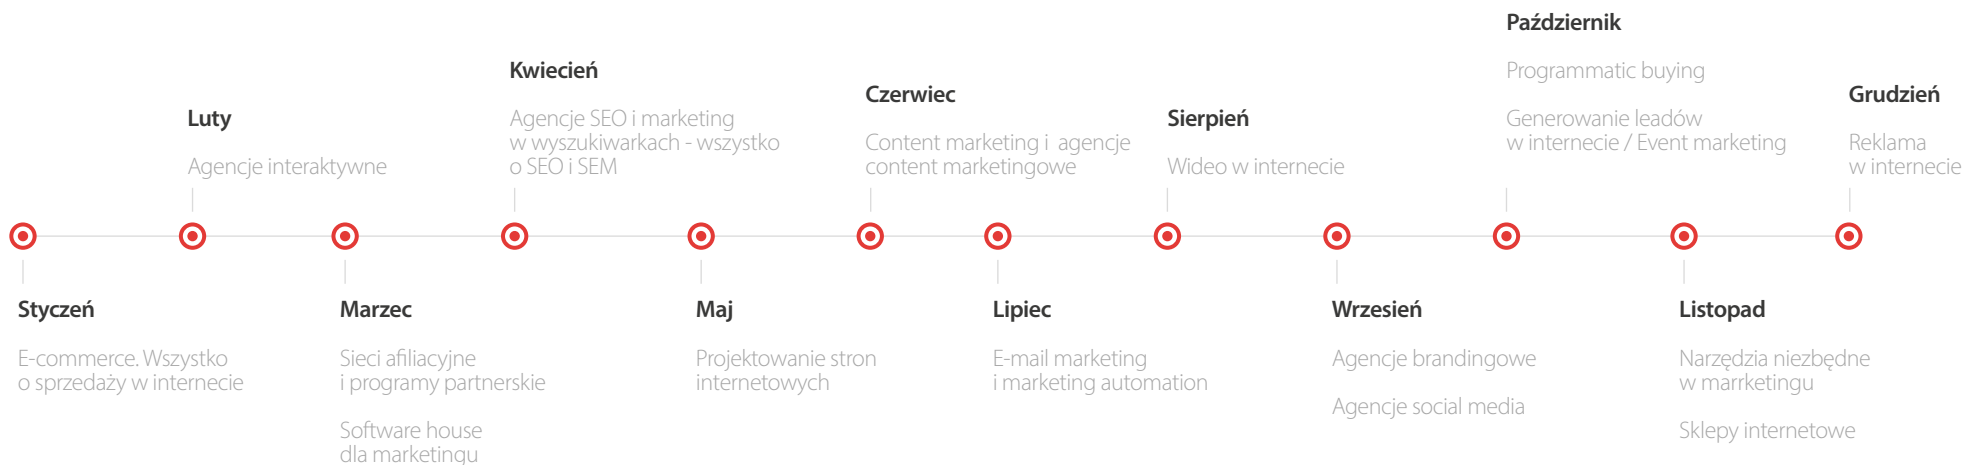 Styczeń
E-commerce. Wszystko
o sprzedaży w internecie
Luty
Agencje interaktywne
Marzec
Sieci afiliacyjne
i programy partnerskie
Software house
dla marketingu
Kwiecień
Agencje SEO i marketing
w wyszukiwarkach - wszystko
o SEO i SEM
Maj
Projektowanie stron
internetowych
Czerwiec
Content marketing i agencje
content marketingowe
Lipiec
E-mail marketing
i marketing automation
Sierpień
Wideo w internecie
Wrzesień
Agencje brandingowe
Agencje social media
Październik
Programmatic buying
Generowanie leadów
w internecie / Event marketing
Listopad
Narzędzia niezbędne
w marrketingu
Sklepy internetowe
Grudzień
Reklama
w internecie